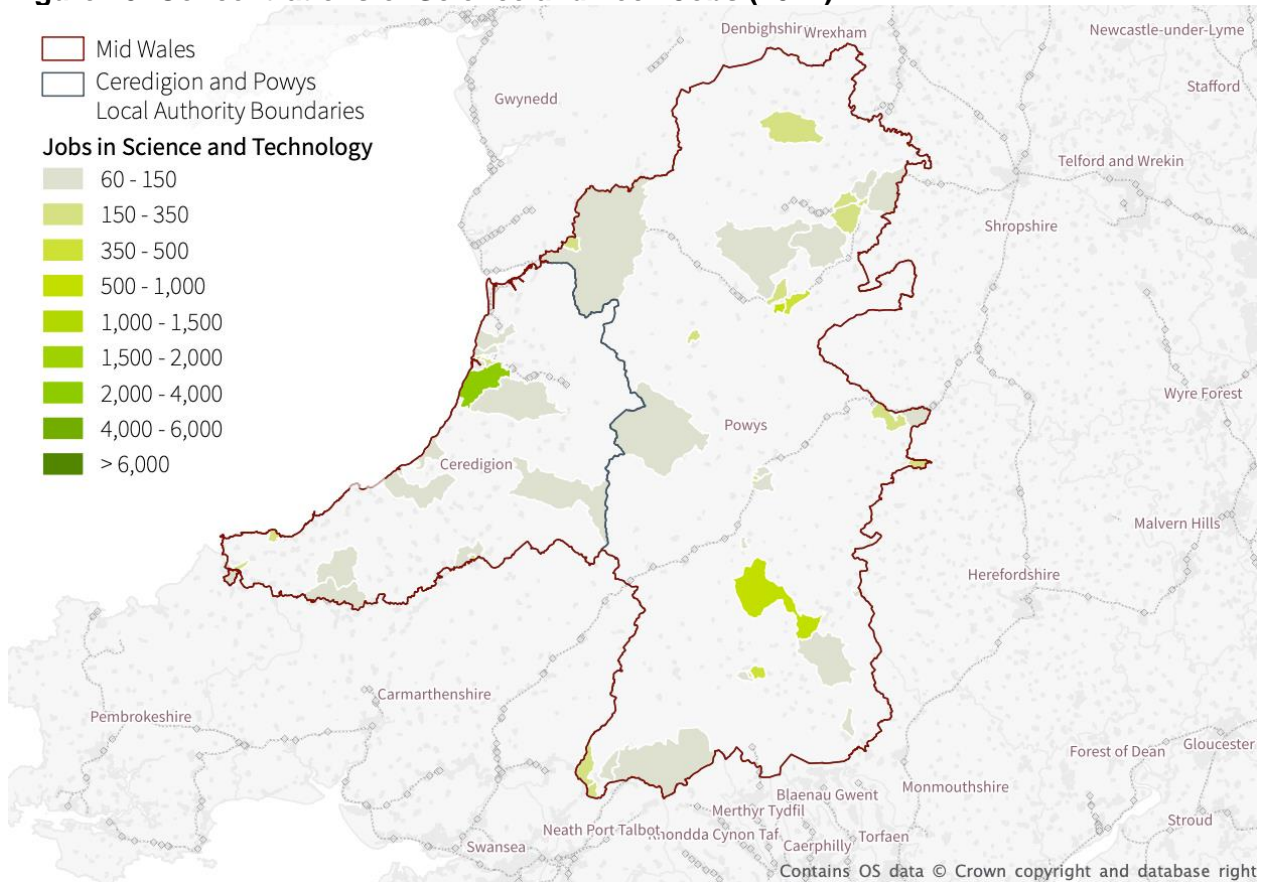 Mid Wales
Ceredigion and Powys
Local Authority Boundaries
Jobs in Science and Technology
60 - 150
150 - 350
350 - 500
500 - 1,000
1,000 - 1,500
1,500 - 2,000
2,000 - 4,000
4,000 - 6,000
> 6,000
Denbighshir
Wrexham
Newcastle-under-Lyme
Stafford
Gwynedd
Telford and Wrekin
Shropshire
Wyre Forest
Powys
Ceredigion
Malvern Hills
Herefordshire
Carmarthenshire
Pembrokeshire
Forest of Dean
Gloucester
Monmouthshire
Blaenau Gwent
Merthyr Tydfil
Stroud
Neath Port Talbot
hondda Cynon Taf
Torfaen
Caerphilly
Swansea
Contains OS data © Crown copyright and database right